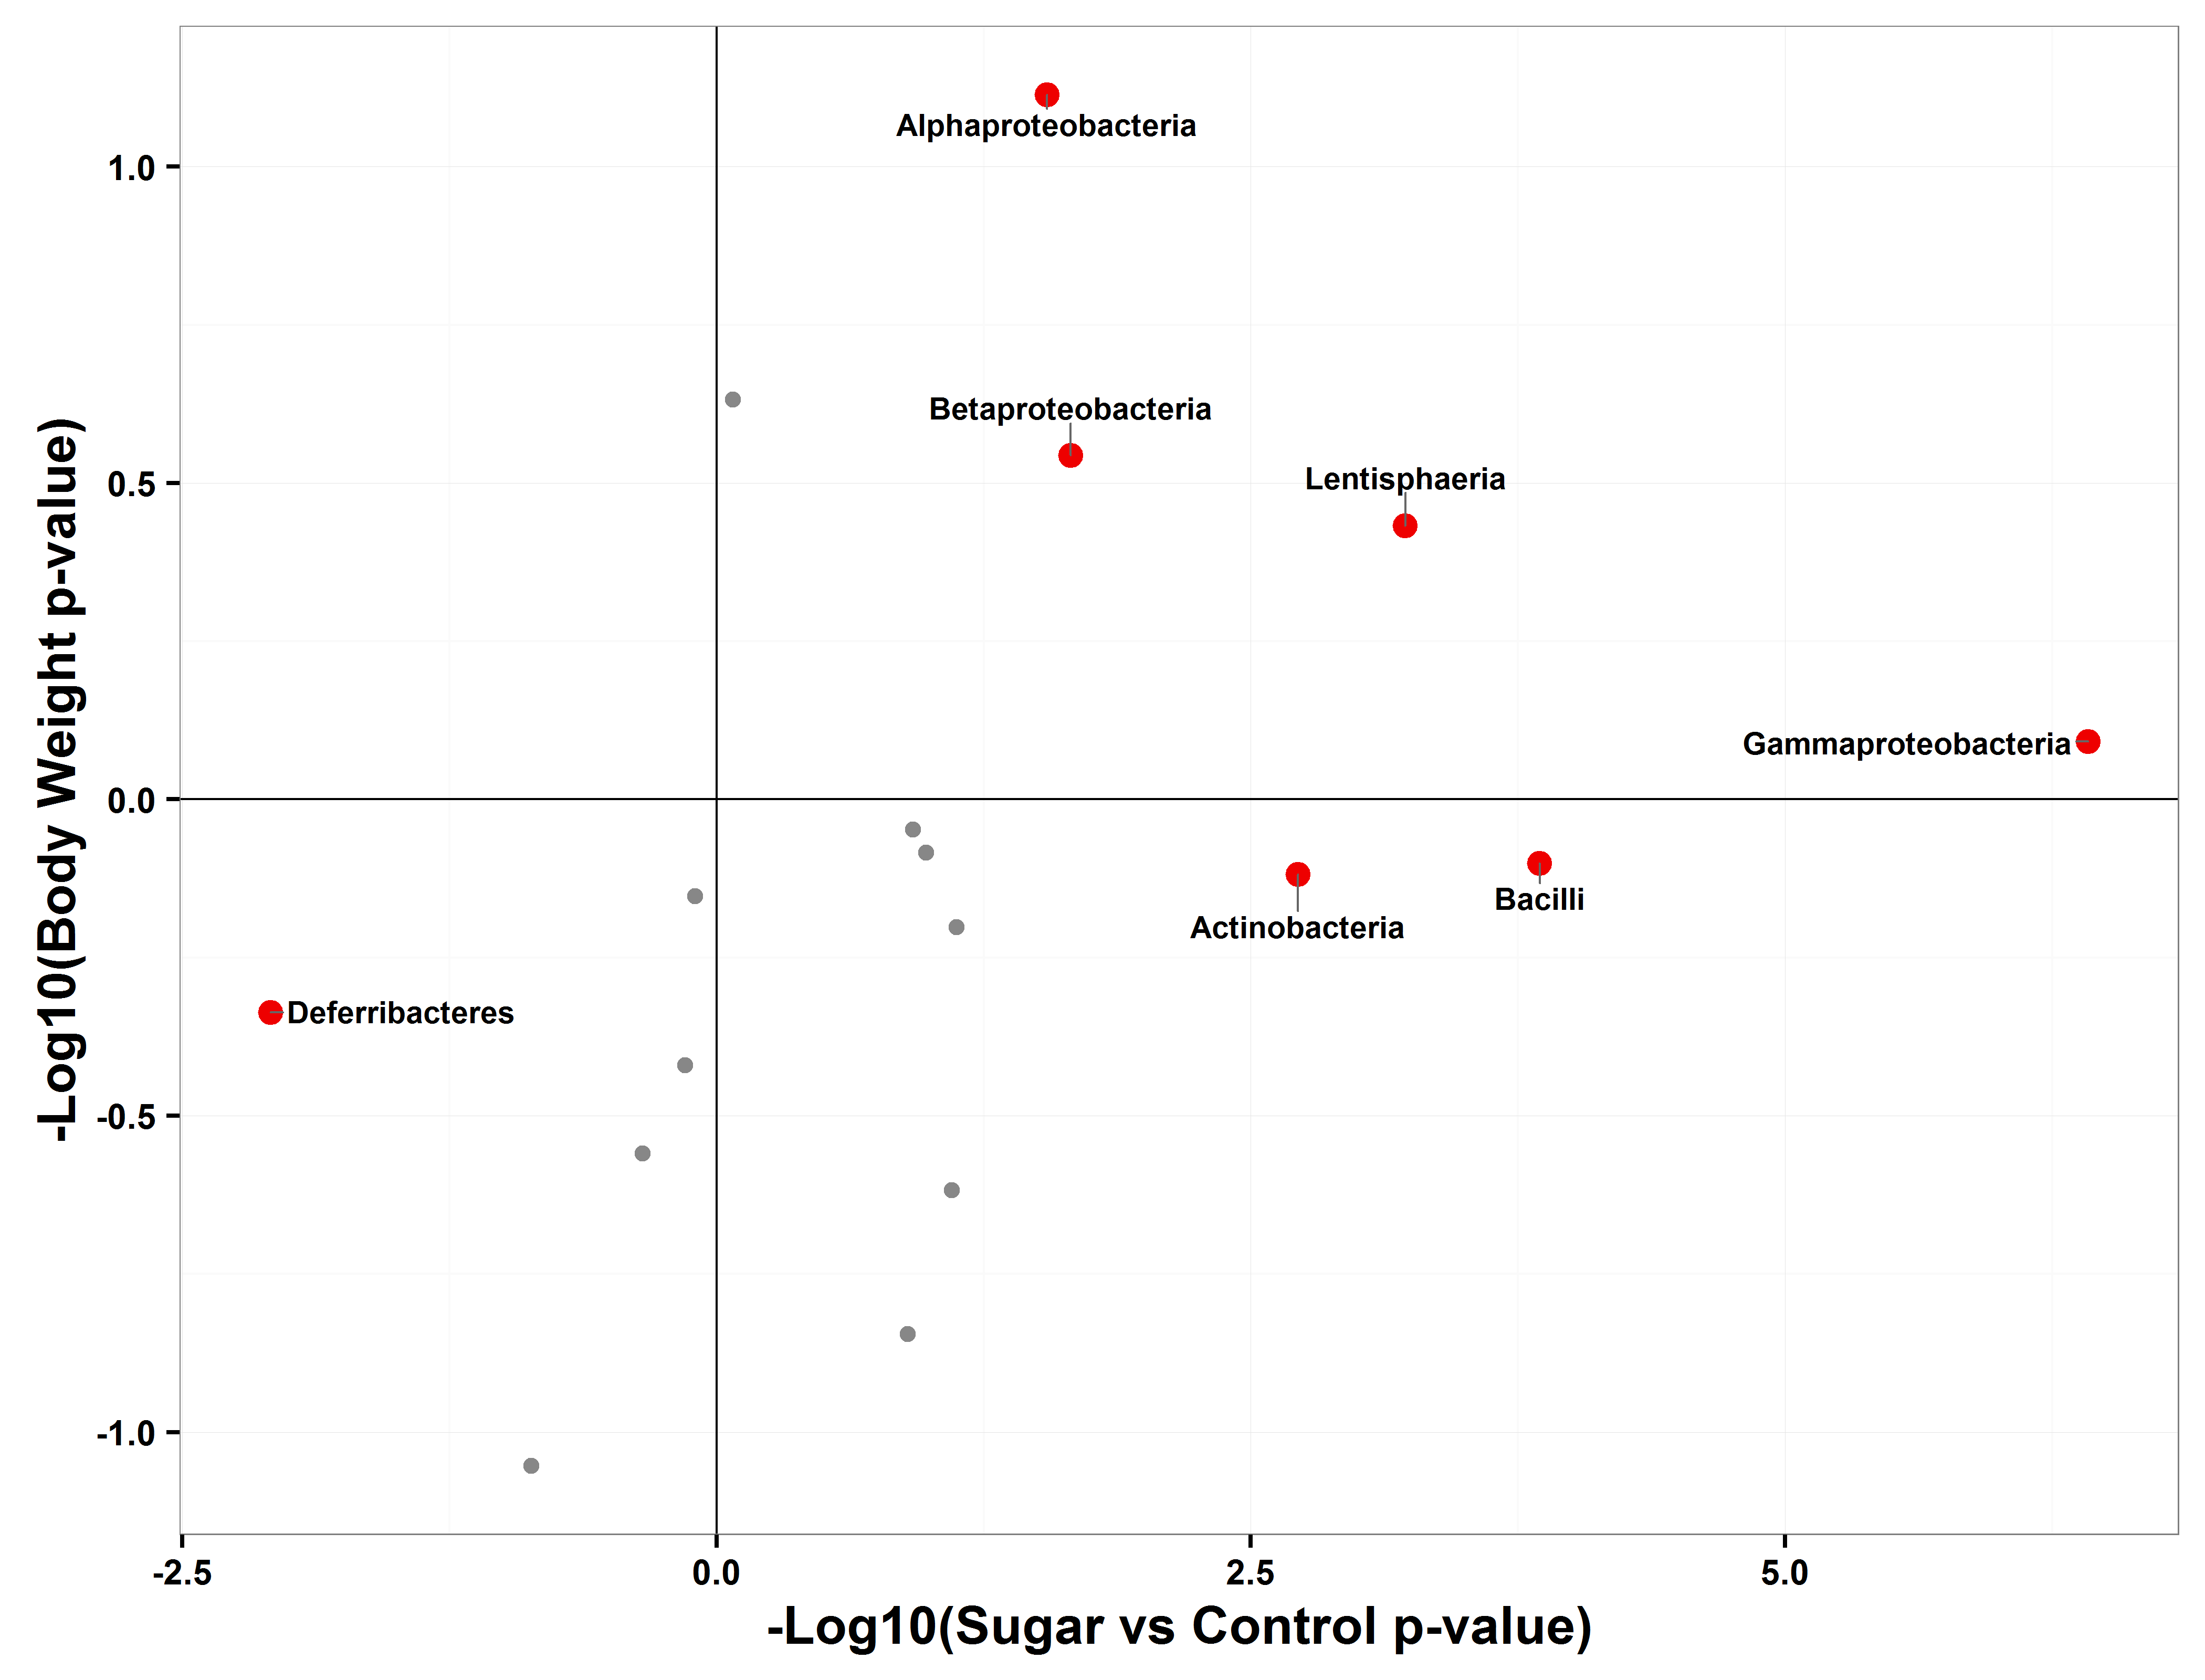 Alphaproteobacteria
1.0
Betaproteobacteria
0.5
Lentisphaeria
Gammaproteobacteria
0.0
Bacilli
Actinobacteria
Deferribacteres
-0.5
-1.0
-Log10(Body Weight p-value)
-2.5 0.0 2.5 5.0
-Log10(Sugar vs Control p-value)